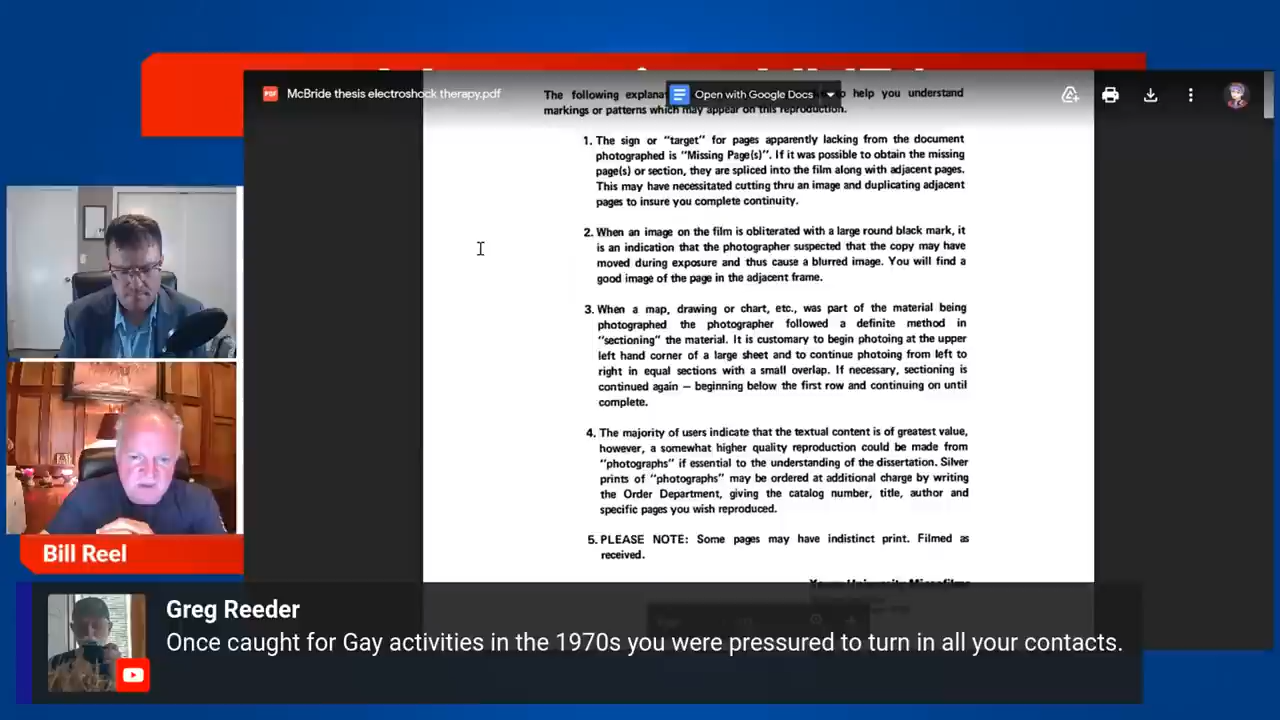 McBride thesis electroshock therapy.pdf
Open with Google Docs
The following explana help you understand
markings or patterns which may appear on this reproduction.
1. The sign or "target" for pages apparently lacking from the document
photographed is "Missing Page(s)". If it was possible to obtain the missing
page(s) or section, they are spliced into the film along with adjacent pages.
This may have necessitated cutting thru an image and duplicating adjacent
pages to insure you complete continuity.
2. When an image on the film is obliterated with a large round black mark, it
is an indication that the photographer suspected that the copy may have
moved during exposure and thus cause a blurred image. You will find a
good image of the page in the adjacent frame.
3. When a map, drawing or chart, etc., was part of the material being
photographed the photographer followed a definite method in
"sectioning" the material. It is customary to begin photoing at the upper
left hand corner of a large sheet and to continue photoing from left to
right in equal sections with a small overlap. If necessary, sectioning is
continued again — beginning below the first row and continuing on until
complete.
4. The majority of users indicate that the textual content is of greatest value,
however, a somewhat higher quality reproduction could be made from
"photographs" if essential to the understanding of the dissertation. Silver
prints of "photographs" may be ordered at additional charge by writing
the Order Department, giving the catalog number, title, author and
specific pages you wish reproduced.
5. PLEASE NOTE: Some pages may have indistinct print. Filmed as
received.
Bill Reel
Greg Reeder
Once caught for Gay activities in the 1970s you were pressured to turn in all your contacts.